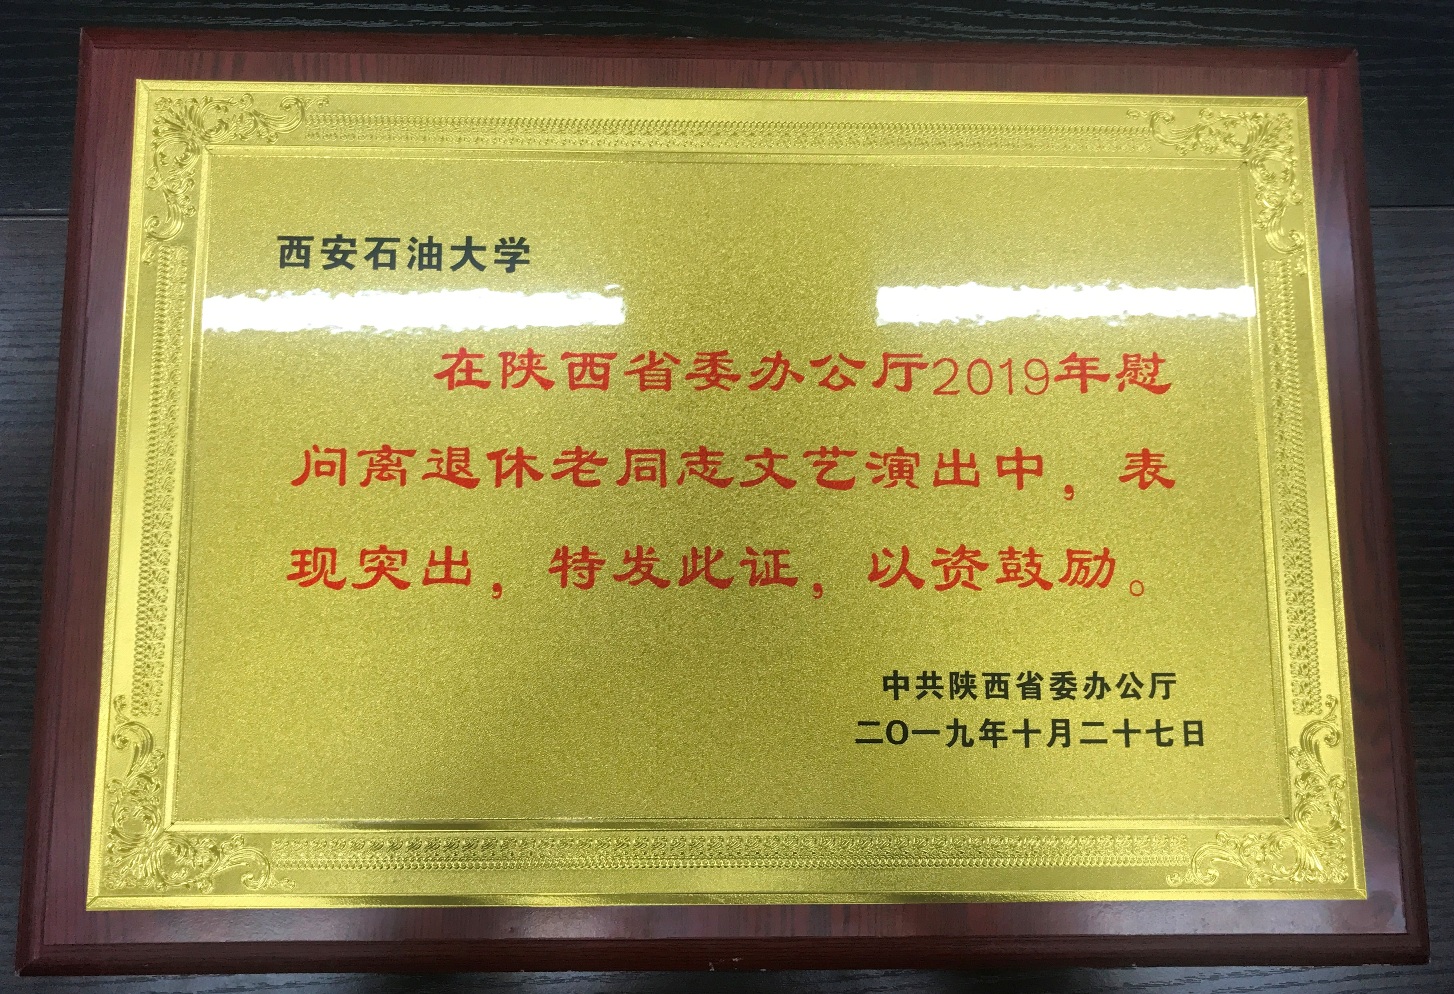 西安石油大学
在陕西省委办公厅2019年慰
问离退休老同志文艺演出中，表
现突出，特发此证，以资鼓励。
中共陕西省委办公厅
二〇一九年十月二十七日